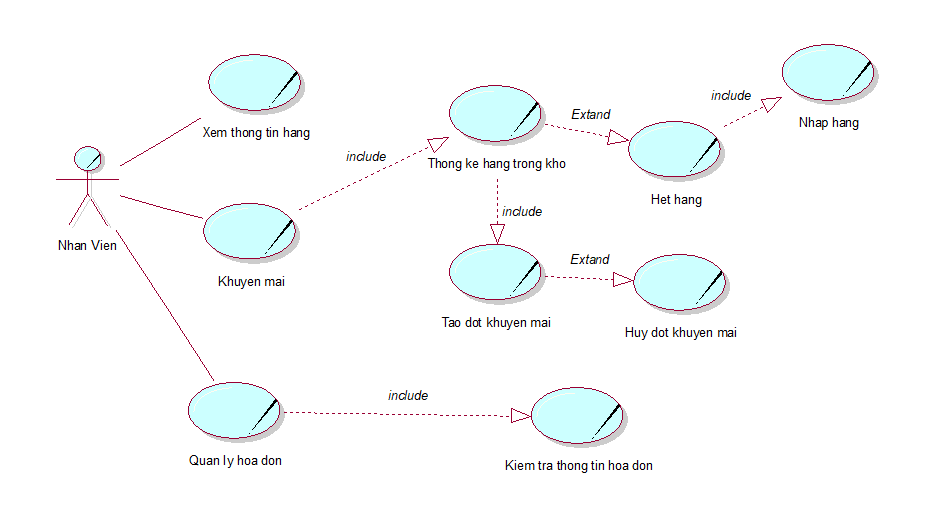 include
Extand
Nhap hang
Xem thong tin hang
include
Thong ke hang trong kho
Het hang
include
Nhan Vien
Khuyen mai
Extand
Tao dot khuyen mai
Huy dot khuyen mai
include
Quan ly hoa don
Kiem tra thong tin hoa don